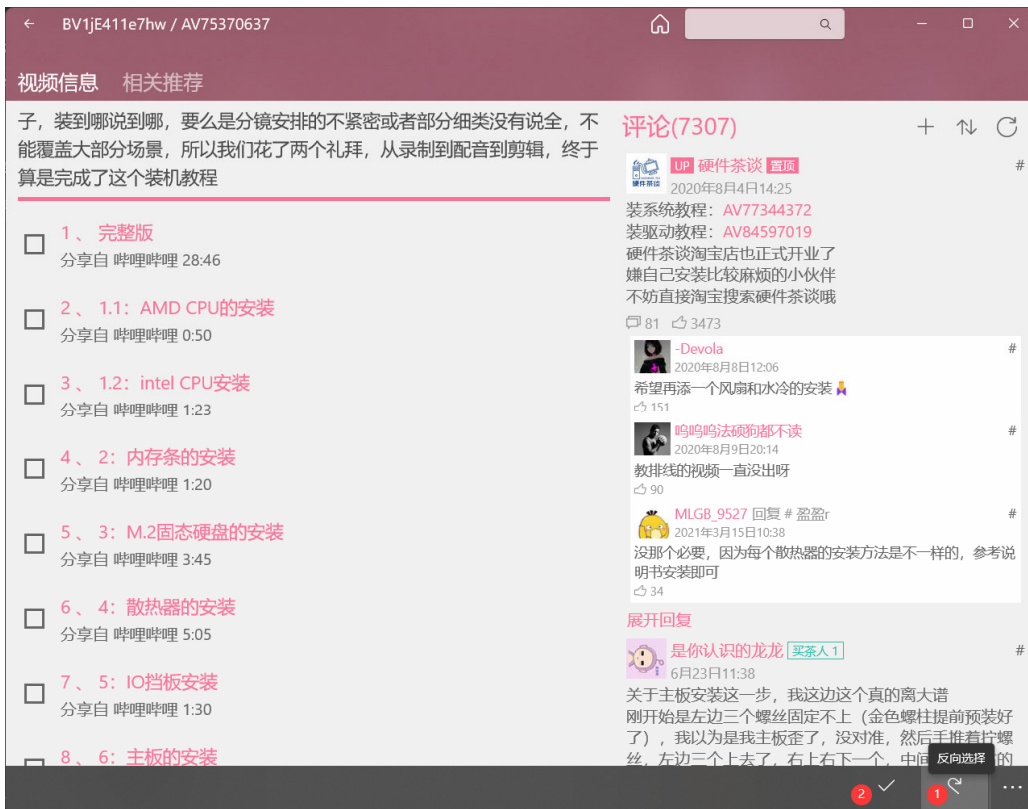 BV1jE411e7hw / AV75370637
视频信息 相关推荐
子，装到哪说到哪，要么是分镜安排的不紧密或者部分细类没有说全，不
能覆盖大部分场景，所以我们花了两个礼拜，从录制到配音到剪辑，终于
算是完成了这个装机教程
1、 完整版
分享自 哔哩哔哩 28:46
2、 1.1：AMD CPU的安装
分享自 哔哩哔哩 0:50
3、 1.2：intel CPU安装
分享自 哔哩哔哩 1:23
4、 2：内存条的安装
分享自 哔哩哔哩 1:20
5、 3：M.2固态硬盘的安装
分享自 哔哩哔哩 3:45
6、 4：散热器的安装
分享自 哔哩哔哩 5:05
7、 5：IO挡板安装
分享自 哔哩哔哩 1:30
8、 6：主板的安装
评论(7307)
硬件茶谈
UP 硬件茶谈 置顶 #
2020年8月4日14:25
装系统教程：AV77344372
装驱动教程：AV84597019
硬件茶谈淘宝店也正式开业了
嫌自己安装比较麻烦的小伙伴
不妨直接淘宝搜索硬件茶谈哦
81 3473
-Devola #
2020年8月8日12:06
希望再添一个风扇和水冷的安装
151
呜呜呜法硕狗都不读 #
2020年8月9日20:14
教排线的视频一直没出呀
90
MLGB_9527 回复 # 盈盈r #
2021年3月15日10:38
没那个必要，因为每个散热器的安装方法是不一样的，参考说
明书安装即可
34
展开回复
是你认识的龙龙 买茶人 1 #
6月23日11:38
关于主板安装这一步，我这边这个真的离大谱
刚开始是左边三个螺丝固定不上（金色螺柱提前预装好
了），我以为是我主板歪了，没对准，然后手推着拧螺
丝，左边三个上去了，右上右下一个，中间 的
反向选择
2 1